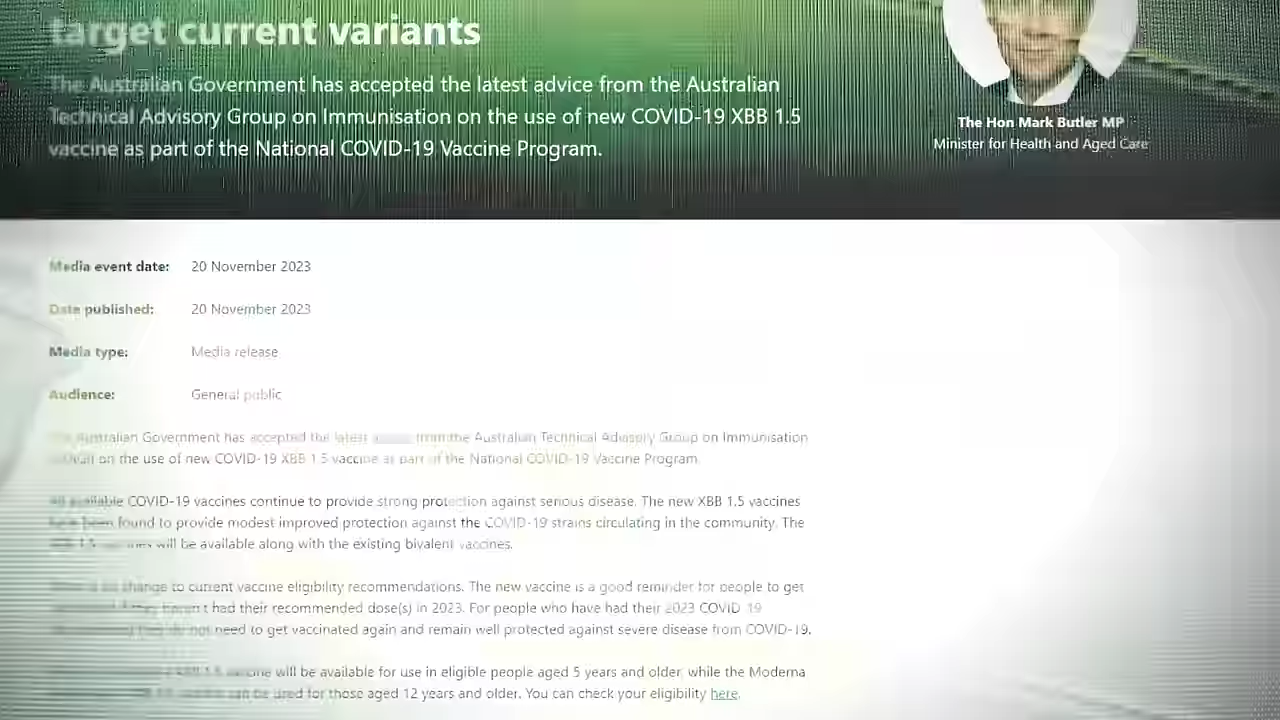 target current variants
The Australian Government has accepted the latest advice from the Australian
Technical Advisory Group on Immunisation on the use of new COVID-19 XBB 1.5
vaccine as part of the National COVID-19 Vaccine Program.
The Hon Mark Butler MP
Minister for Health and Aged Care
Media event date: 20 November 2023
Date published: 20 November 2023
Media type: Media release
Audience: General public
Australian Government has accepted the latest from the Australian Technical Advisory Group on Immunisation
on the use of new COVID-19 XBB 1.5 vaccine as part of the National COVID-19 Vaccine Program.
All available COVID-19 vaccines continue to provide strong protection against serious disease. The new XBB 1.5 vaccines
have been found to provide modest improved protection against the COVID-19 strains circulating in the community. The
will be available along with the existing bivalent vaccines.
change to current vaccine eligibility recommendations. The new vaccine is a good reminder for people to get
had their recommended dose(s) in 2023. For people who have had their 2023 COVID-19
not need to get vaccinated again and remain well protected against severe disease from COVID-19.
1.5 vaccine will be available for use in eligible people aged 5 years and older, while the Moderna
vaccine can be used for those aged 12 years and older. You can check your eligibility here.